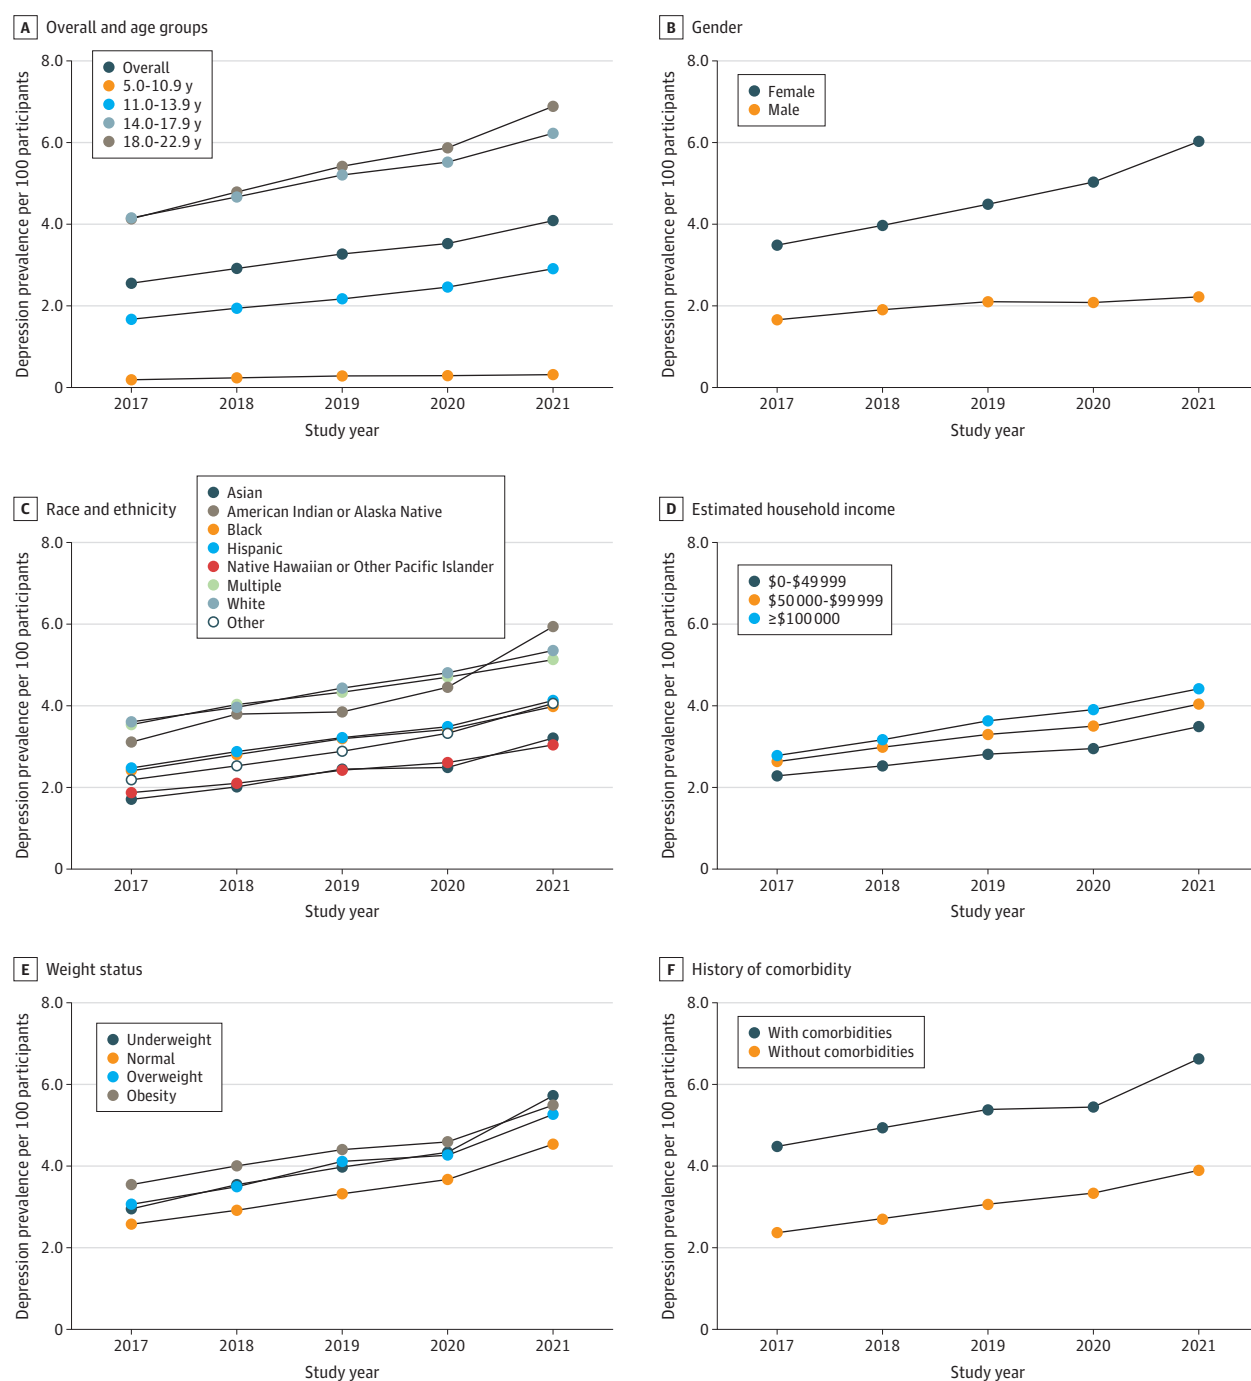 A Overall and age groups
8.0
6.0
4.0
2.0
0
Depression prevalence per 100 participants
Overall
5.0-10.9 y
11.0-13.9 y
14.0-17.9 y
18.0-22.9 y
2017 2018 2019 2020 2021
Study year
B Gender
8.0
6.0
4.0
2.0
0
Depression prevalence per 100 participants
Female
Male
2017 2018 2019 2020 2021
Study year
C Race and ethnicity
8.0
6.0
4.0
2.0
0
Depression prevalence per 100 participants
Asian
American Indian or Alaska Native
Black
Hispanic
Native Hawaiian or Other Pacific Islander
Multiple
White
Other
2017 2018 2019 2020 2021
Study year
D Estimated household income
8.0
6.0
4.0
2.0
0
Depression prevalence per 100 participants
$0-$49 999
$50 000-$99 999
≥$100 000
2017 2018 2019 2020 2021
Study year
E Weight status
8.0
6.0
4.0
2.0
0
Depression prevalence per 100 participants
Underweight
Normal
Overweight
Obesity
2017 2018 2019 2020 2021
Study year
F History of comorbidity
8.0
6.0
4.0
2.0
0
Depression prevalence per 100 participants
With comorbidities
Without comorbidities
2017 2018 2019 2020 2021
Study year